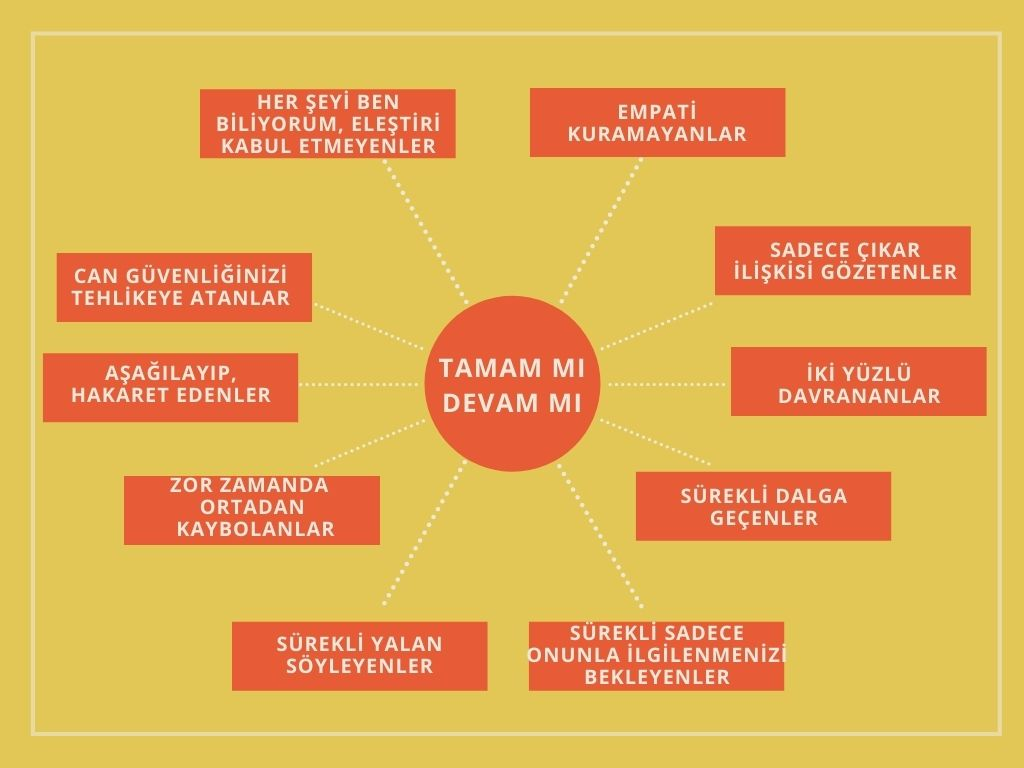 HER ŞEYİ BEN
BİLİYORUM, ELEŞTİRİ
KABUL ETMEYENLER
EMPATİ
KURAMAYANLAR
CAN GÜVENLİĞİNİZİ
TEHLİKEYE ATANLAR
SADECE ÇIKAR
İLİŞKİSİ GÖZETENLER
AŞAĞILAYIP,
HAKARET EDENLER
TAMAM MI
DEVAM MI
İKİ YÜZLÜ
DAVRANANLAR
ZOR ZAMANDA
ORTADAN
KAYBOLANLAR
SÜREKLİ DALGA
GEÇENLER
SÜREKLİ YALAN
SÖYLEYENLER
SÜREKLİ SADECE
ONUNLA İLGİLENMENİZİ
BEKLEYENLER